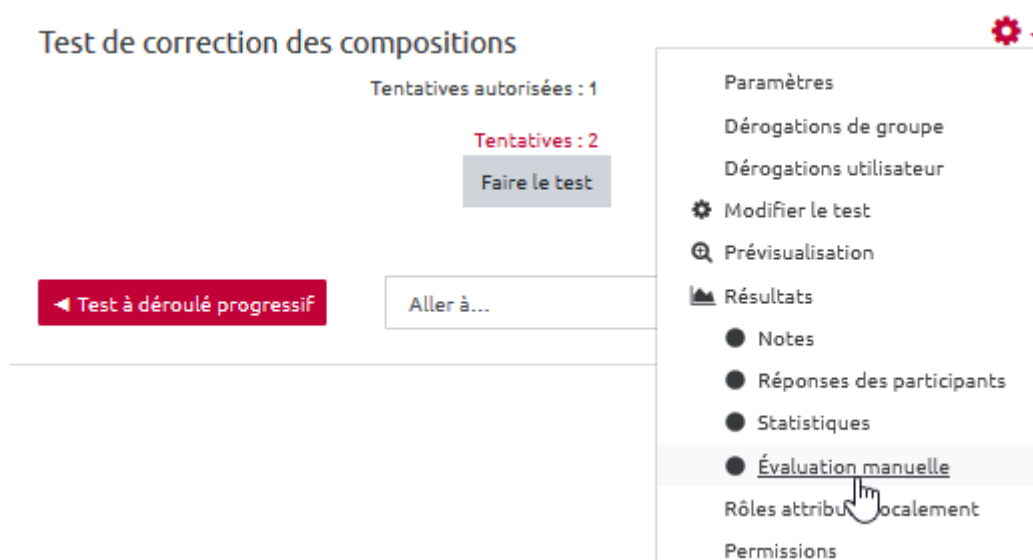 Test de correction des compositions
Tentatives autorisées : 1
Tentatives : 2
Faire le test
◄ Test à déroulé progressif
Aller à...
Paramètres
Dérogations de groupe
Dérogations utilisateur
Modifier le test
Prévisualisation
Résultats
Notes
Réponses des participants
Statistiques
Évaluation manuelle
Rôles attribués localement
Permissions